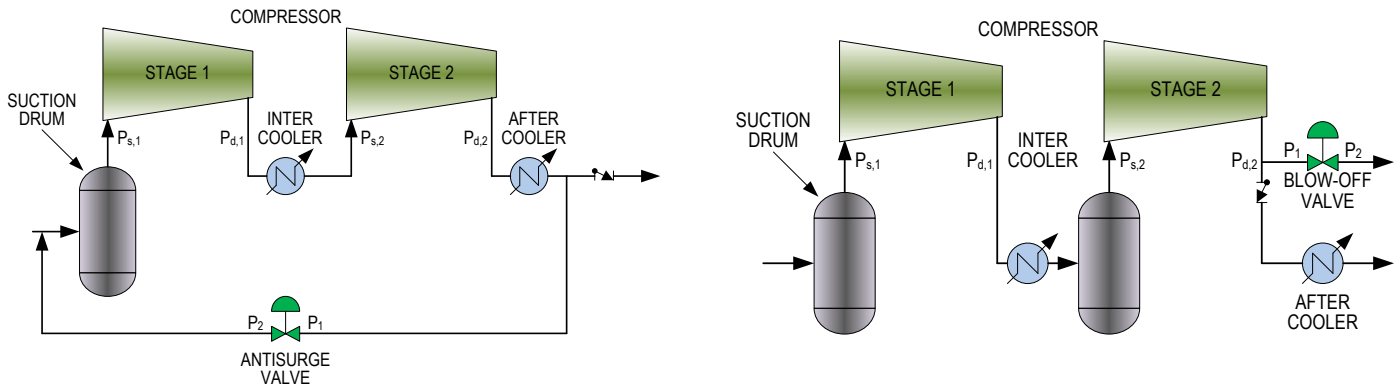 COMPRESSOR
STAGE 1
STAGE 2
SUCTION
DRUM
INTER
COOLER
AFTER
COOLER
Ps,1
Pd,1
Ps,2
Pd,2
P2
P1
ANTISURGE
VALVE
COMPRESSOR
STAGE 1
STAGE 2
SUCTION
DRUM
INTER
COOLER
Ps,1
Pd,1
Ps,2
Pd,2
P1
P2
BLOW-OFF
VALVE
AFTER
COOLER